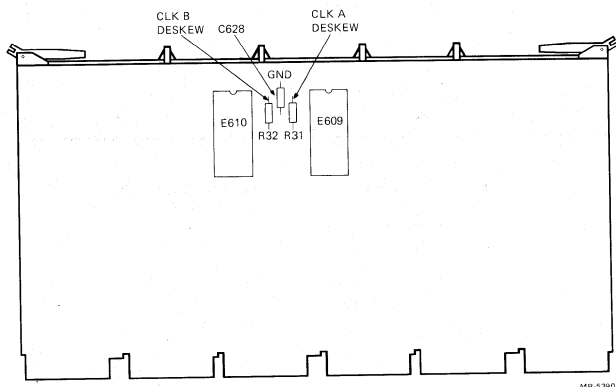 CLK B
DESKEW
C628
CLK A
DESKEW
GND
E610
R32
R31
E609
MR-5390